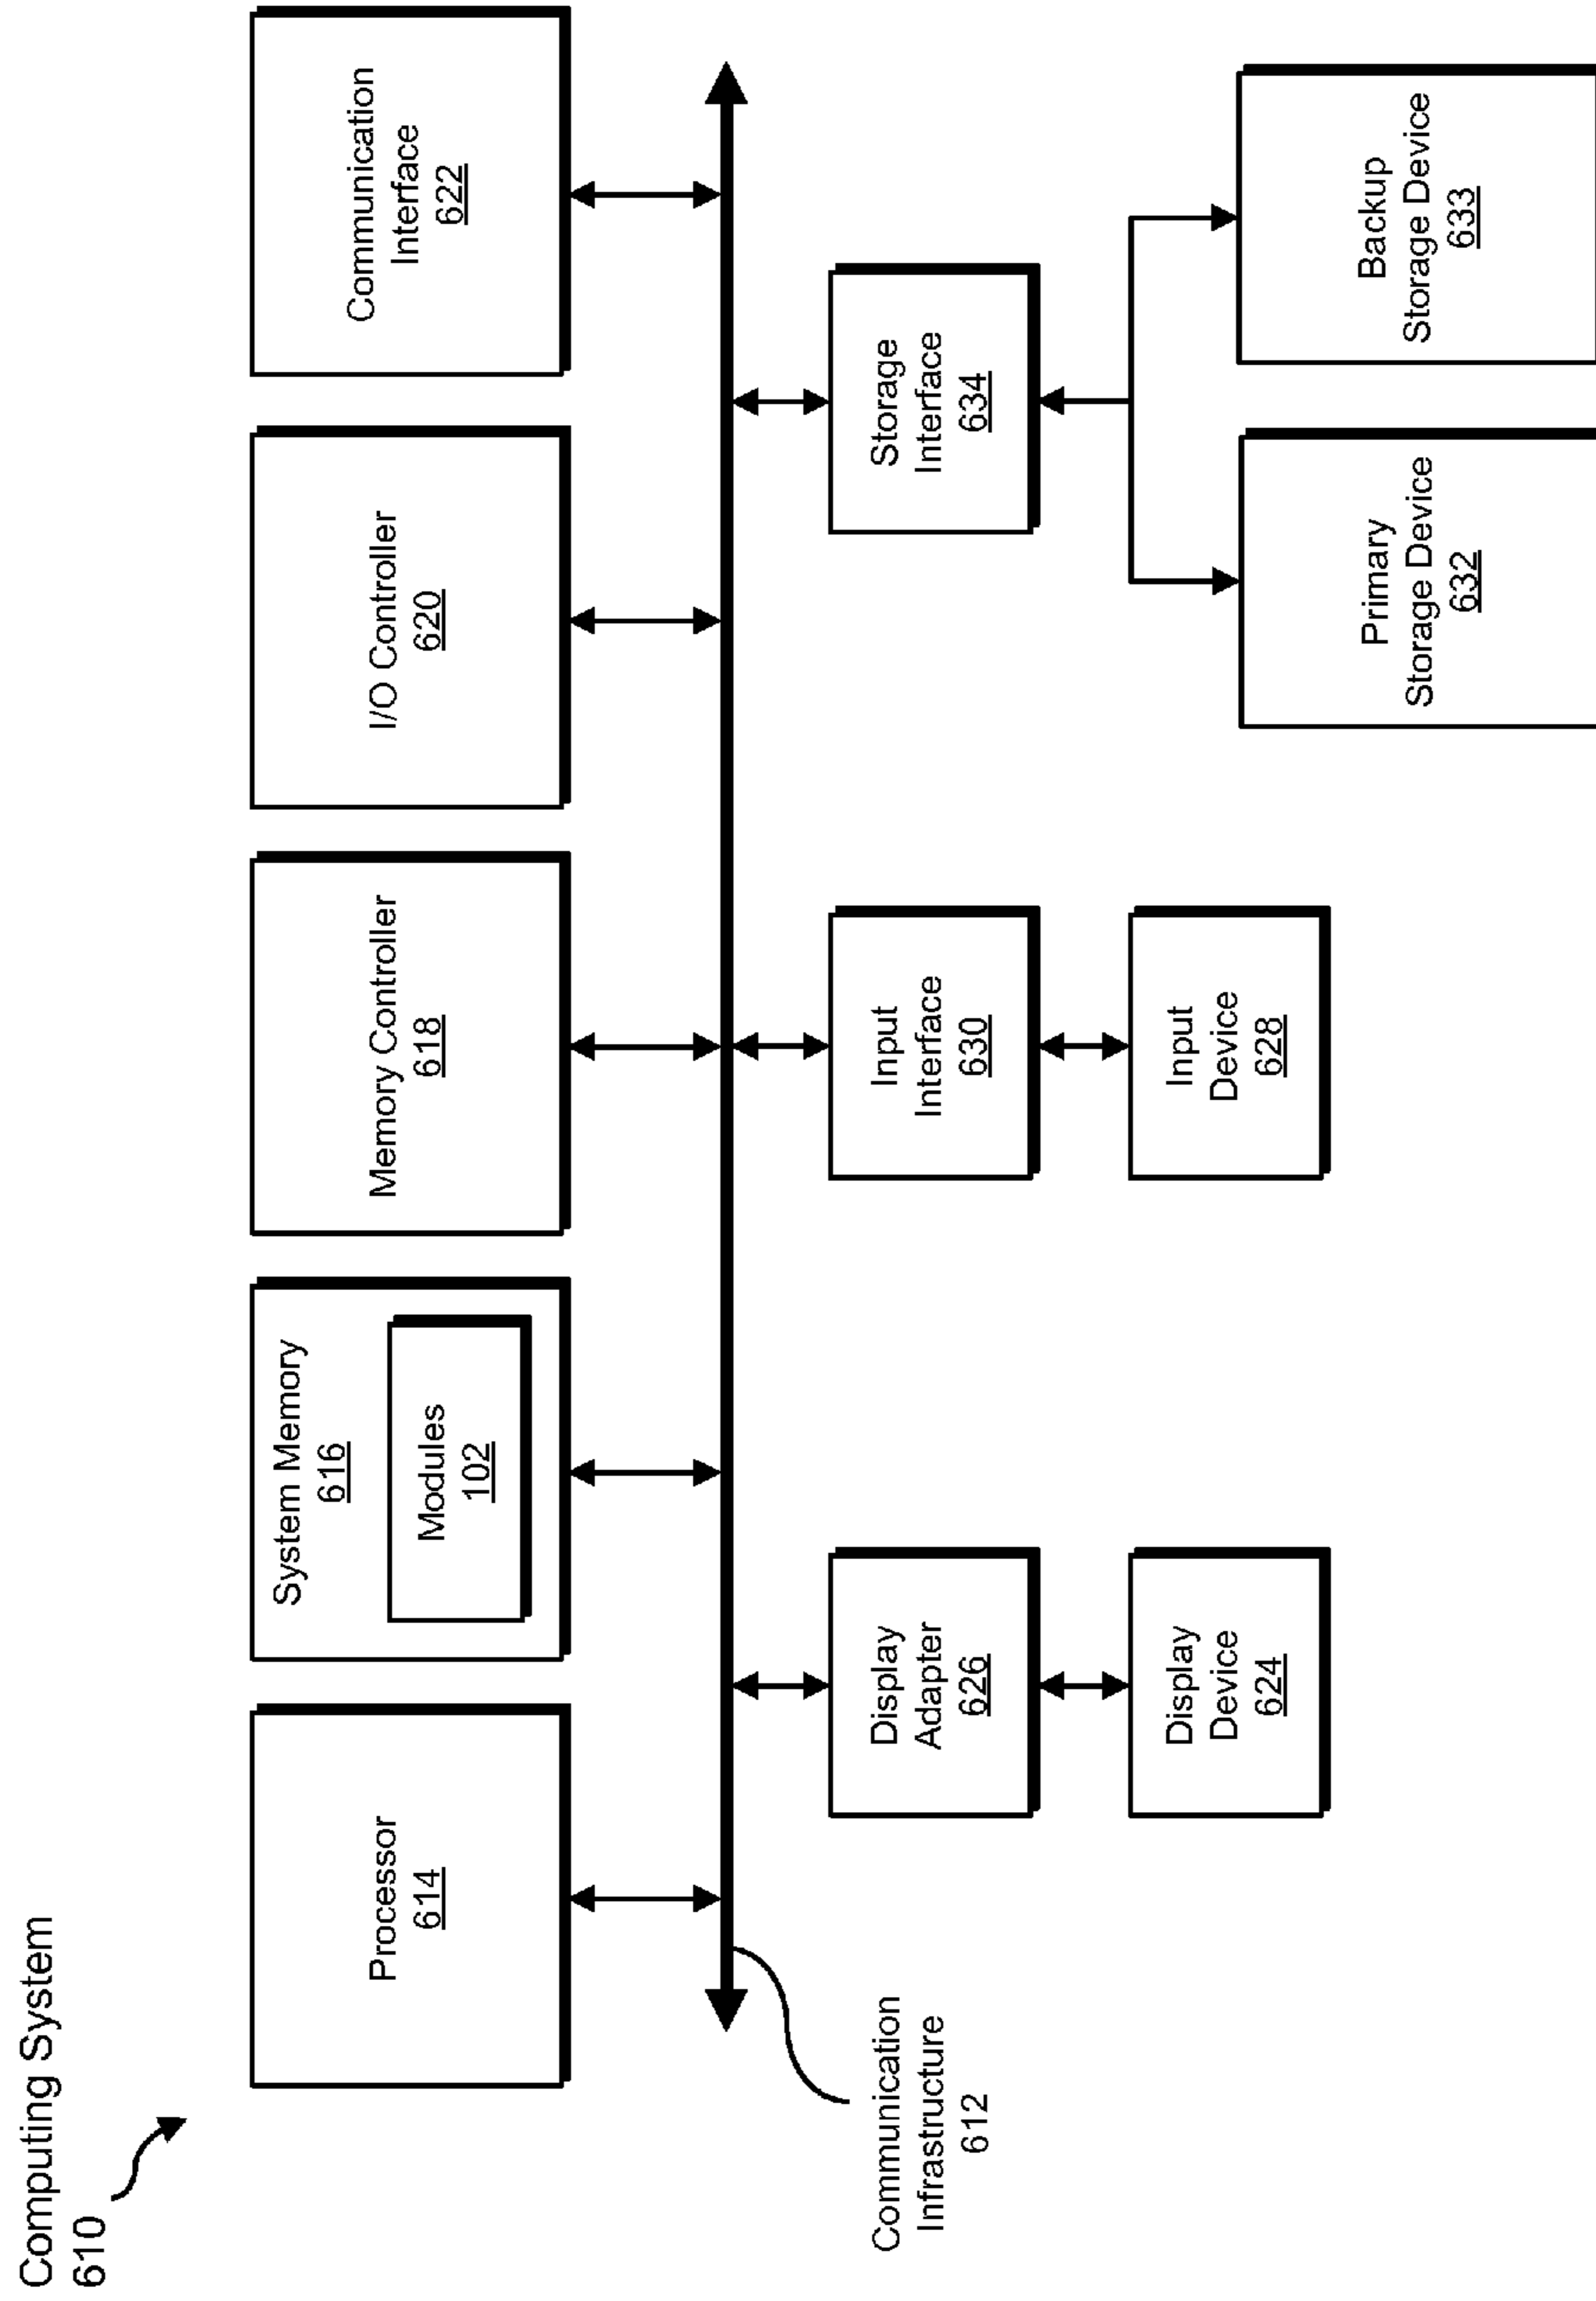 Computing System
610
Processor
614
System Memory
616
Modules
102
Memory Controller
618
I/O Controller
620
Communication
Interface
622
Communication
Infrastructure
612
Display
Adapter
626
Input
Interface
630
Storage
Interface
634
Display
Device
624
Input
Device
628
Primary
Storage Device
632
Backup
Storage Device
633